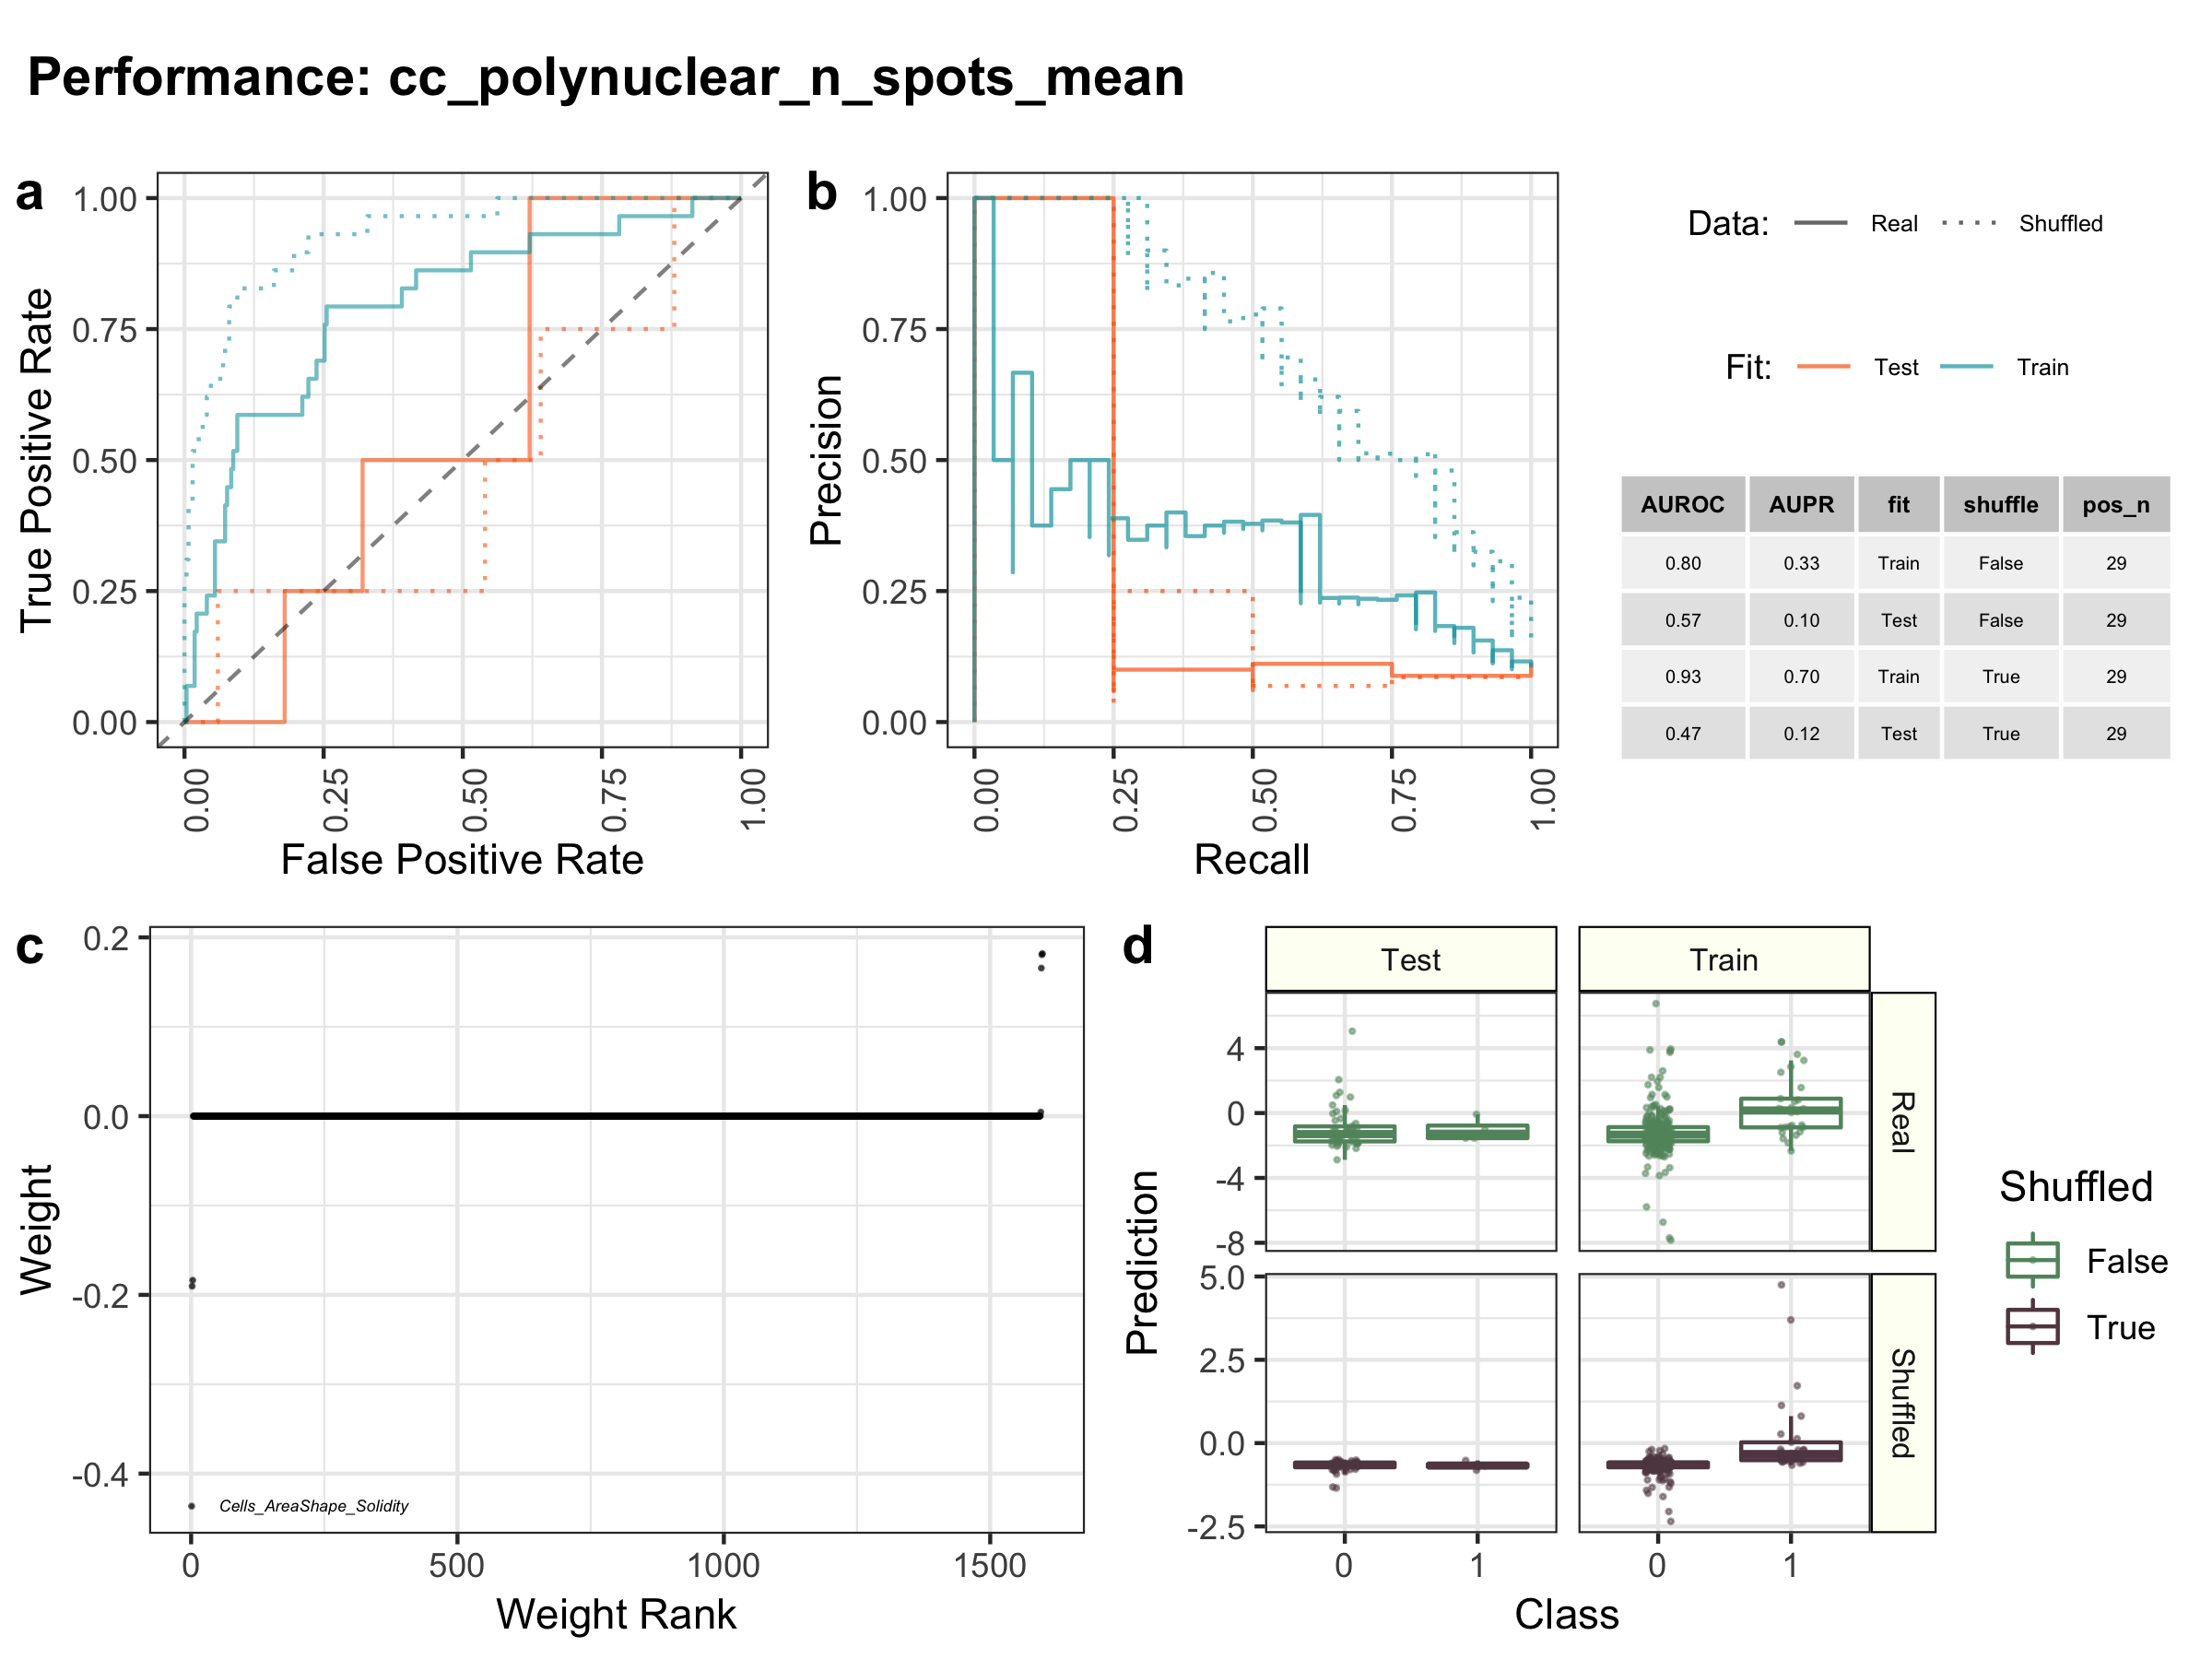 Performance: cc_polynuclear_n_spots_mean
a
True Positive Rate
1.00
0.75
0.50
0.25
0.00
0.00 0.25 0.50 0.75 1.00
False Positive Rate
b
Precision
1.00
0.75
0.50
0.25
0.00
0.00 0.25 0.50 0.75 1.00
Recall
Data: Real Shuffled
Fit: Test Train
AUROC AUPR fit shuffle pos_n
0.80 0.33 Train False 29
0.57 0.10 Test False 29
0.93 0.70 Train True 29
0.47 0.12 Test True 29
c
Weight
0.2
0.0
-0.2
-0.4
Cells_AreaShape_Solidity
0 500 1000 1500
Weight Rank
d
Test Train
Prediction
4
0
-4
-8
Real
5.0
2.5
0.0
-2.5
Shuffled
0 1 0 1
Class
Shuffled
False
True